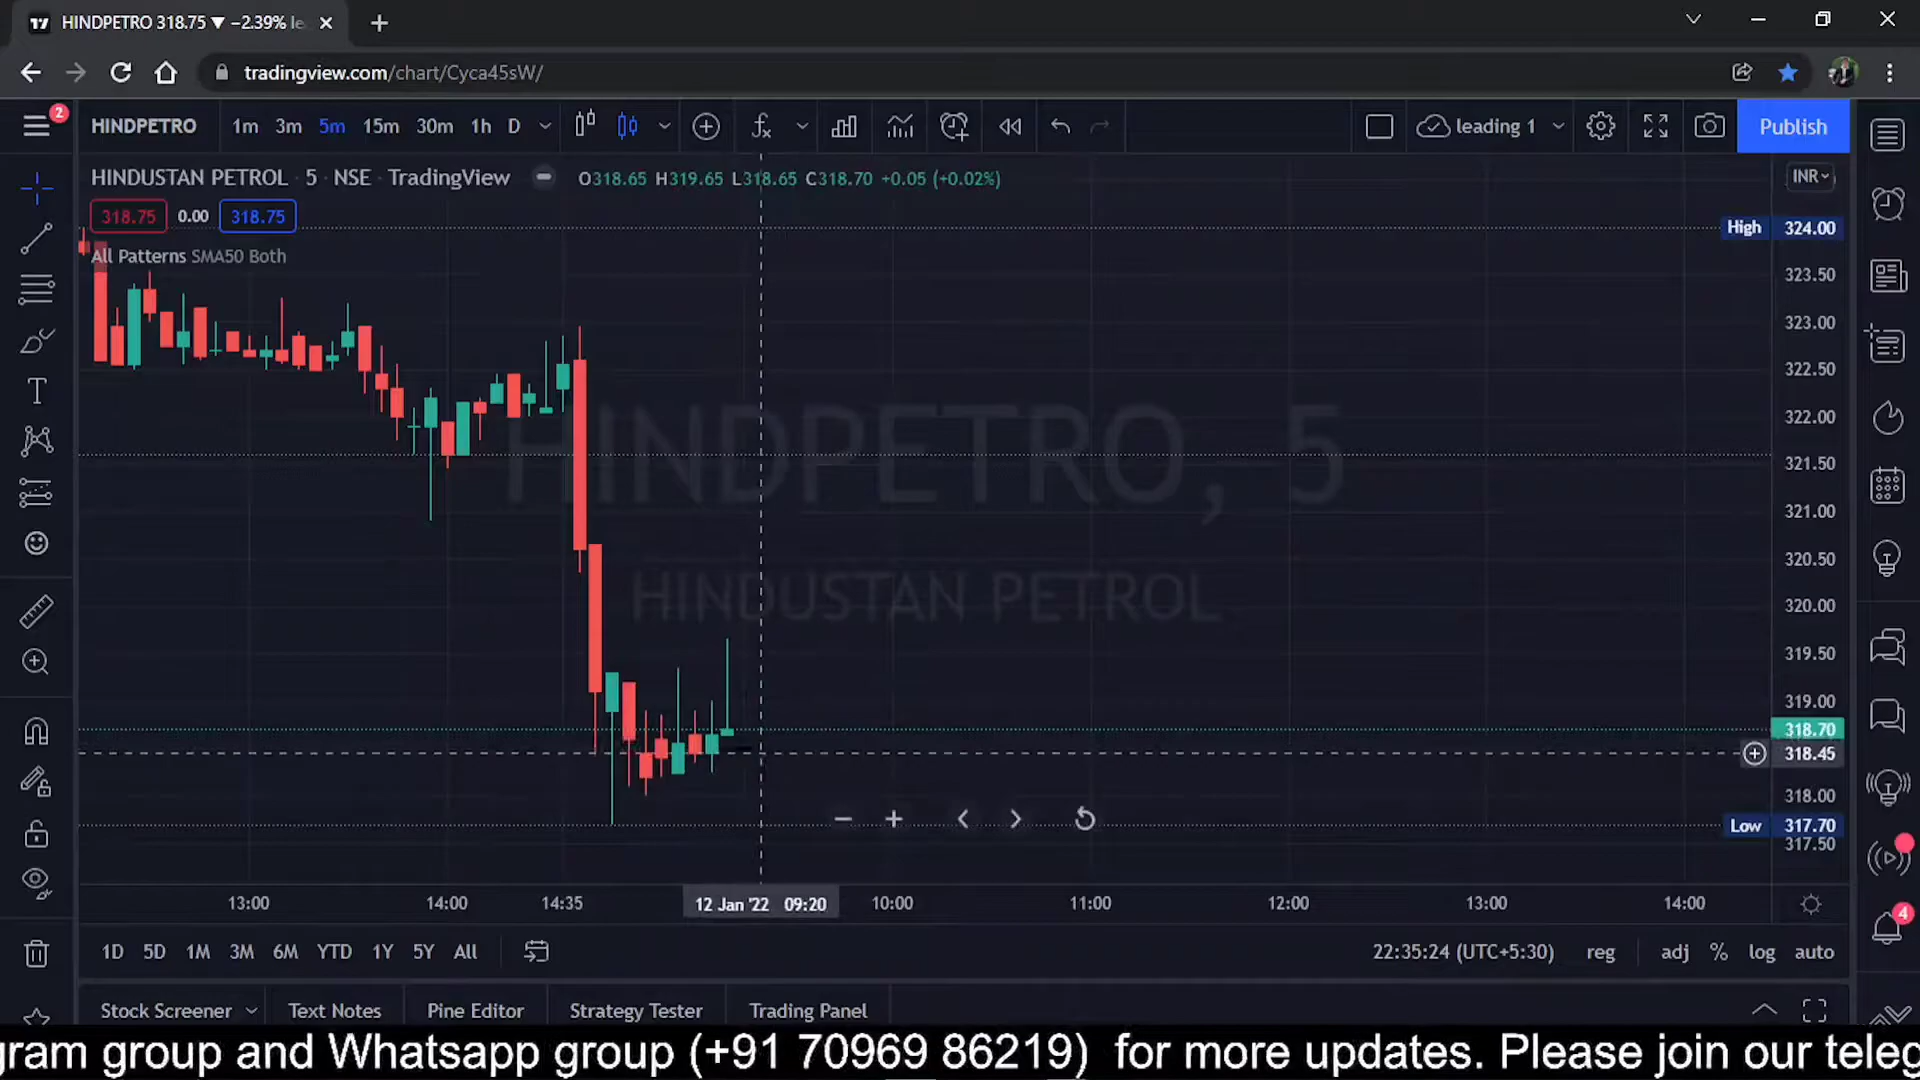 HINDPETRO 318.75 ▼ −2.39% le
tradingview.com/chart/Cyca45sW/
2
HINDPETRO 1m 3m 5m 15m 30m 1h D leading 1 Publish
HINDUSTAN PETROL · 5 · NSE · TradingView O318.65 H319.65 L318.65 C318.70 +0.05 (+0.02%) INR
318.75 0.00 318.75
High 324.00
All Patterns SMA50 Both
323.50
323.00
322.50
322.00
HINDPETRO, 5
321.50
321.00
320.50
HINDUSTAN PETROL
320.00
319.50
319.00
318.70
318.45
318.00
Low 317.70
317.50
13:00 14:00 14:35 12 Jan '22 09:20 10:00 11:00 12:00 13:00 14:00
4
1D 5D 1M 3M 6M YTD 1Y 5Y All 22:35:24 (UTC+5:30) reg adj % log auto
Stock Screener Text Notes Pine Editor Strategy Tester Trading Panel
gram group and Whatsapp group (+91 70969 86219) for more updates. Please join our teleg